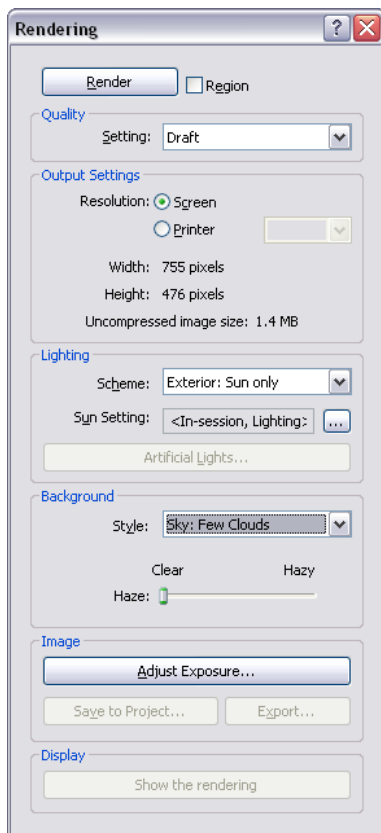 Rendering
Render Region
Quality
Setting: Draft
Output Settings
Resolution: Screen
Printer
Width: 755 pixels
Height: 476 pixels
Uncompressed image size: 1.4 MB
Lighting
Scheme: Exterior: Sun only
Sun Setting: <In-session, Lighting> ...
Artificial Lights...
Background
Style: Sky: Few Clouds
Clear Hazy
Haze:
Image
Adjust Exposure...
Save to Project... Export...
Display
Show the rendering